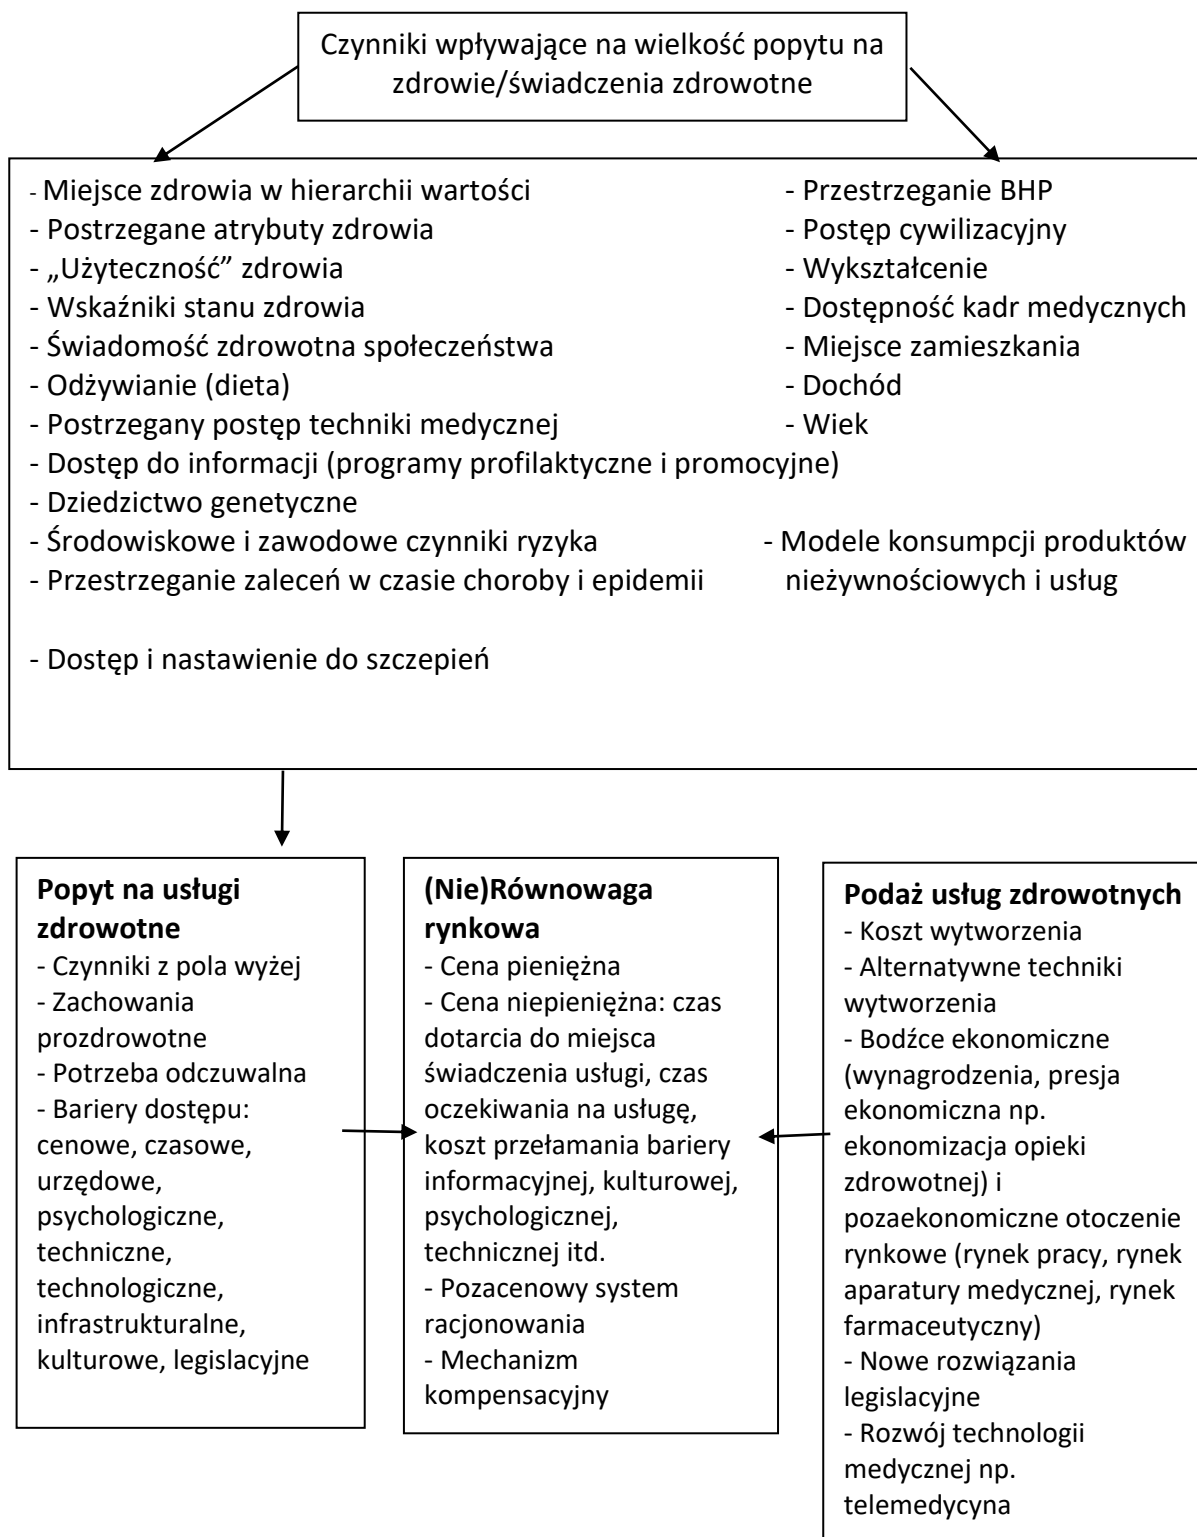 Czynniki wpływające na wielkość popytu na
zdrowie/świadczenia zdrowotne
- Miejsce zdrowia w hierarchii wartości
- Postrzegane atrybuty zdrowia
- „Użyteczność” zdrowia
- Wskaźniki stanu zdrowia
- Świadomość zdrowotna społeczeństwa
- Odżywianie (dieta)
- Postrzegany postęp techniki medycznej
- Dostęp do informacji (programy profilaktyczne i promocyjne)
- Dziedzictwo genetyczne
- Środowiskowe i zawodowe czynniki ryzyka
- Przestrzeganie zaleceń w czasie choroby i epidemii
- Dostęp i nastawienie do szczepień
- Przestrzeganie BHP
- Postęp cywilizacyjny
- Wykształcenie
- Dostępność kadr medycznych
- Miejsce zamieszkania
- Dochód
- Wiek
- Modele konsumpcji produktów
nieżywnościowych i usług
Popyt na usługi
zdrowotne
- Czynniki z pola wyżej
- Zachowania
prozdrowotne
- Potrzeba odczuwalna
- Bariery dostępu:
cenowe, czasowe,
urzędowe,
psychologiczne,
techniczne,
technologiczne,
infrastrukturalne,
kulturowe, legislacyjne
(Nie)Równowaga
rynkowa
- Cena pieniężna
- Cena niepieniężna: czas
dotarcia do miejsca
świadczenia usługi, czas
oczekiwania na usługę,
koszt przełamania bariery
informacyjnej, kulturowej,
psychologicznej,
technicznej itd.
- Pozacenowy system
racjonowania
- Mechanizm
kompensacyjny
Podaż usług zdrowotnych
- Koszt wytworzenia
- Alternatywne techniki
wytworzenia
- Bodźce ekonomiczne
(wynagrodzenia, presja
ekonomiczna np.
ekonomizacja opieki
zdrowotnej) i
pozaekonomiczne otoczenie
rynkowe (rynek pracy, rynek
aparatury medycznej, rynek
farmaceutyczny)
- Nowe rozwiązania
legislacyjne
- Rozwój technologii
medycznej np.
telemedycyna